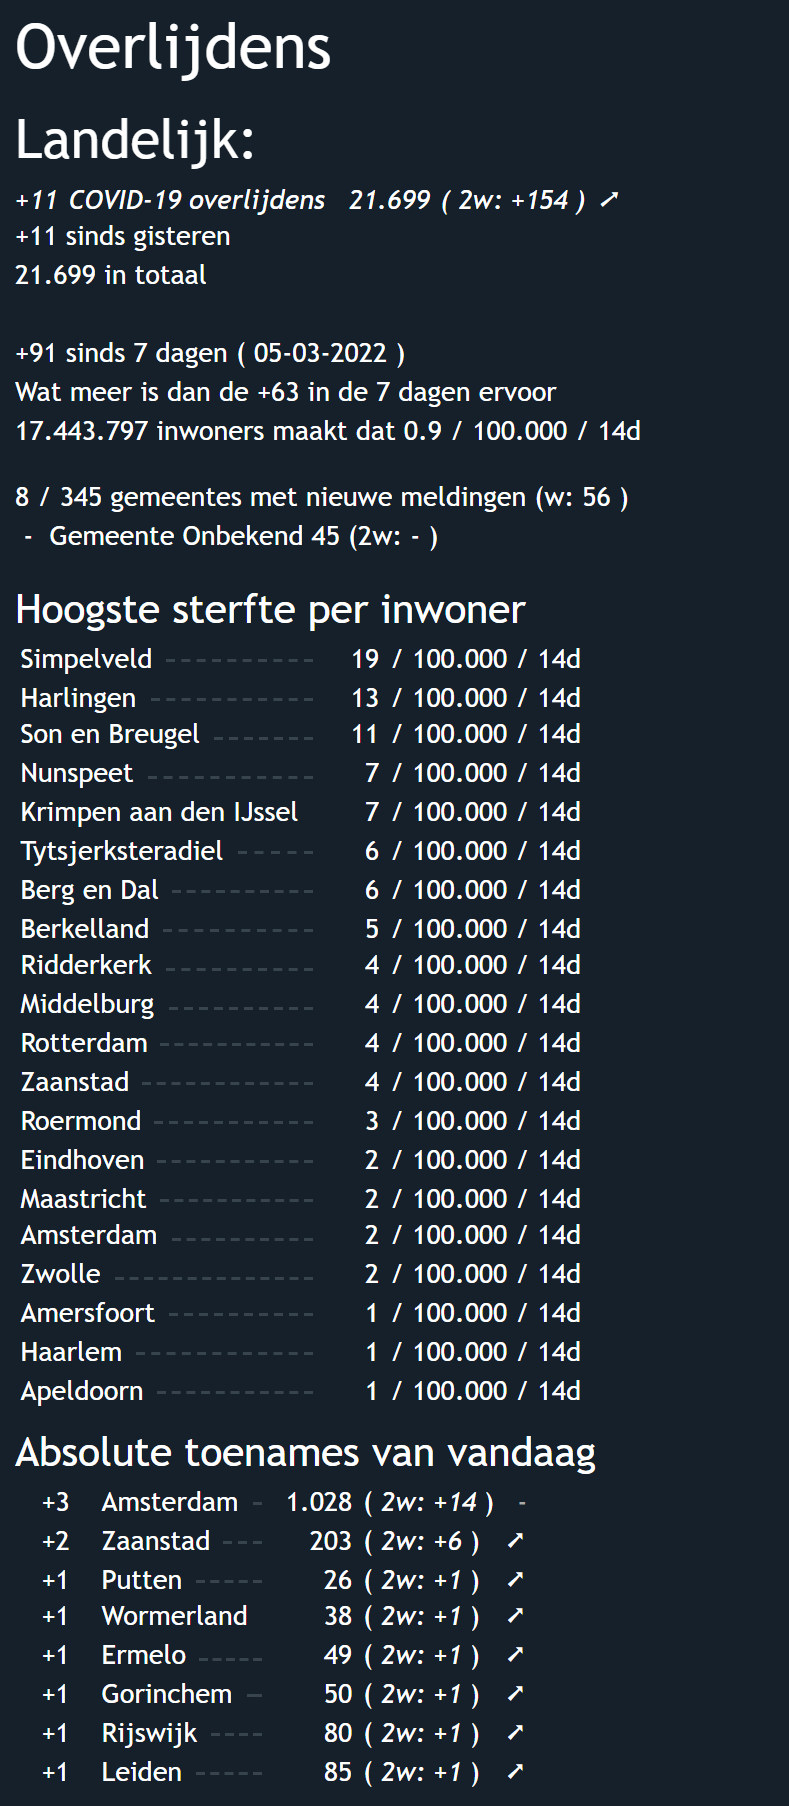 Overlijdens
Landelijk:
+11 COVID-19 overlijdens 21.699 ( 2w: +154 ) ➚
+11 sinds gisteren
21.699 in totaal
+91 sinds 7 dagen ( 05-03-2022 )
Wat meer is dan de +63 in de 7 dagen ervoor
17.443.797 inwoners maakt dat 0.9 / 100.000 / 14d
8 / 345 gemeentes met nieuwe meldingen (w: 56 )
- Gemeente Onbekend 45 (2w: - )
Hoogste sterfte per inwoner
Simpelveld ---------- 19 / 100.000 / 14d
Harlingen ----------- 13 / 100.000 / 14d
Son en Breugel ------- 11 / 100.000 / 14d
Nunspeet ----------- 7 / 100.000 / 14d
Krimpen aan den IJssel 7 / 100.000 / 14d
Tytsjerksteradiel ----- 6 / 100.000 / 14d
Berg en Dal ---------- 6 / 100.000 / 14d
Berkelland ---------- 5 / 100.000 / 14d
Ridderkerk ---------- 4 / 100.000 / 14d
Middelburg ---------- 4 / 100.000 / 14d
Rotterdam ----------- 4 / 100.000 / 14d
Zaanstad ------------ 4 / 100.000 / 14d
Roermond ----------- 3 / 100.000 / 14d
Eindhoven ----------- 2 / 100.000 / 14d
Maastricht ----------- 2 / 100.000 / 14d
Amsterdam ---------- 2 / 100.000 / 14d
Zwolle -------------- 2 / 100.000 / 14d
Amersfoort ---------- 1 / 100.000 / 14d
Haarlem ------------ 1 / 100.000 / 14d
Apeldoorn ----------- 1 / 100.000 / 14d
Absolute toenames van vandaag
+3 Amsterdam - 1.028 ( 2w: +14 ) -
+2 Zaanstad --- 203 ( 2w: +6 ) ➚
+1 Putten ----- 26 ( 2w: +1 ) ➚
+1 Wormerland 38 ( 2w: +1 ) ➚
+1 Ermelo ----- 49 ( 2w: +1 ) ➚
+1 Gorinchem - 50 ( 2w: +1 ) ➚
+1 Rijswijk ---- 80 ( 2w: +1 ) ➚
+1 Leiden ----- 85 ( 2w: +1 ) ➚